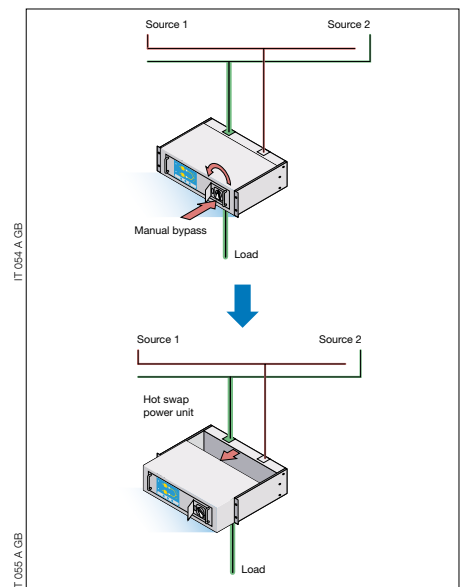 Source 1
Source 2
Manual bypass
Load
IT 054 A GB
Source 1
Source 2
Hot swap
power unit
Load
IT 055 A GB